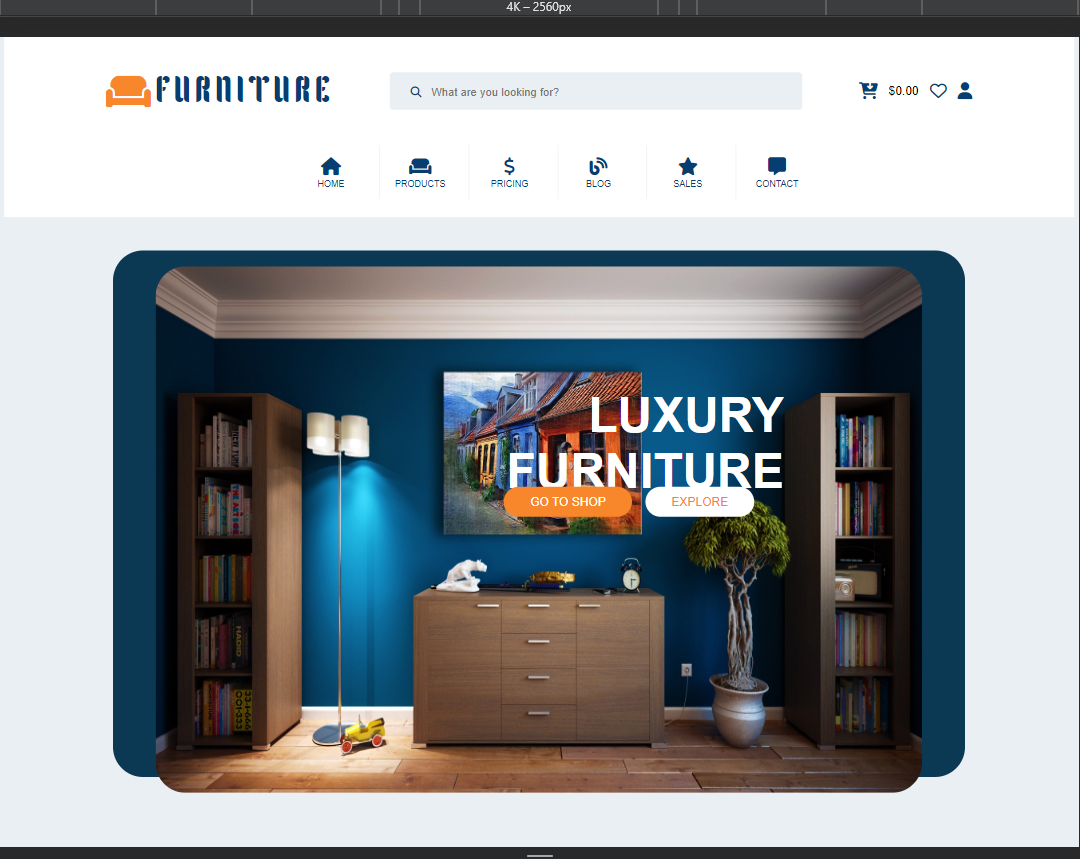 4K – 2560px
FURNITURE
What are you looking for?
$0.00
HOME
PRODUCTS
PRICING
BLOG
SALES
CONTACT
LUXURY
FURNITURE
GO TO SHOP
EXPLORE